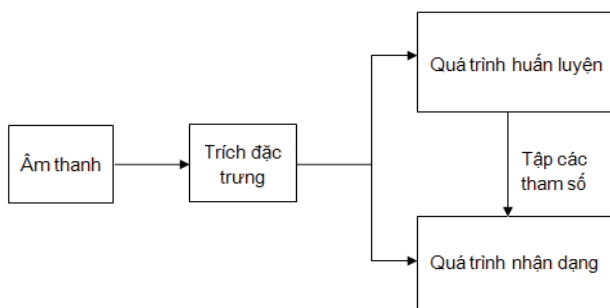 Âm thanh
Trích đặc
trưng
Quá trình huấn luyện
Tập các
tham số
Quá trình nhận dạng